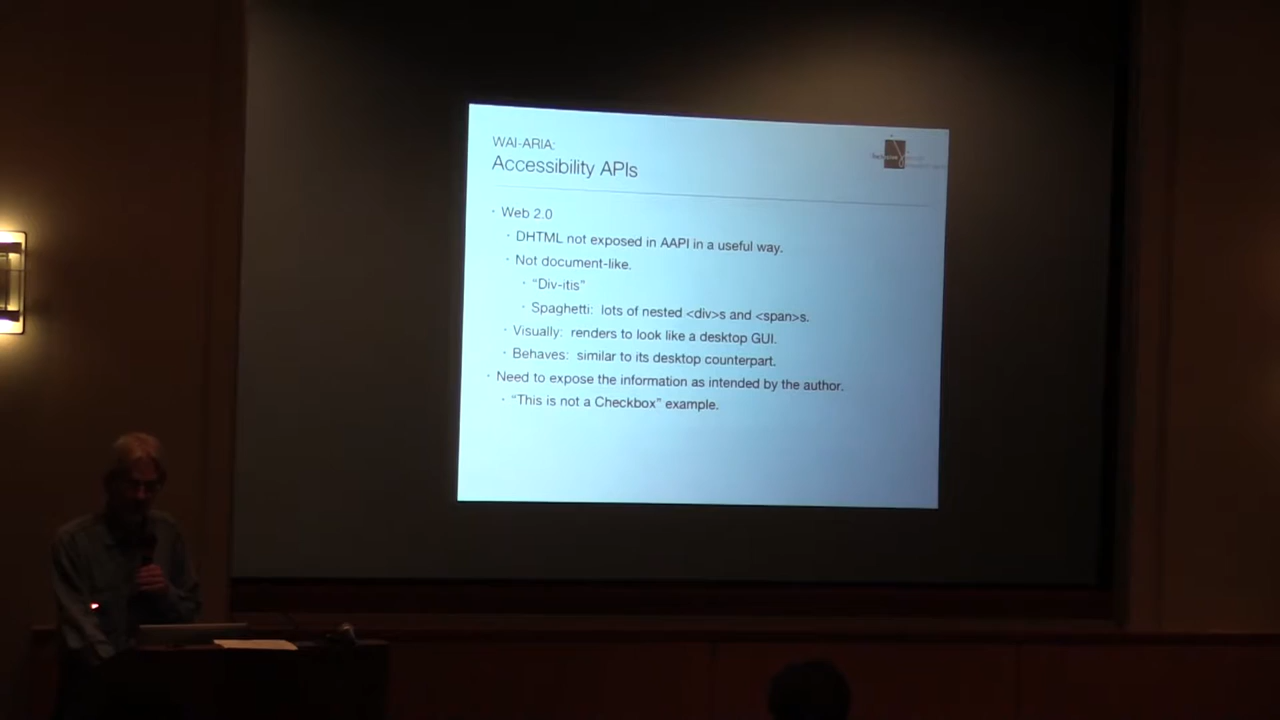 WAI-ARIA:
Accessibility APIs
· Web 2.0
· DHTML not exposed in AAPI in a useful way.
· Not document-like.
· “Div-itis”
· Spaghetti: lots of nested <div>s and <span>s.
· Visually: renders to look like a desktop GUI.
· Behaves: similar to its desktop counterpart.
· Need to expose the information as intended by the author.
· “This is not a Checkbox” example.